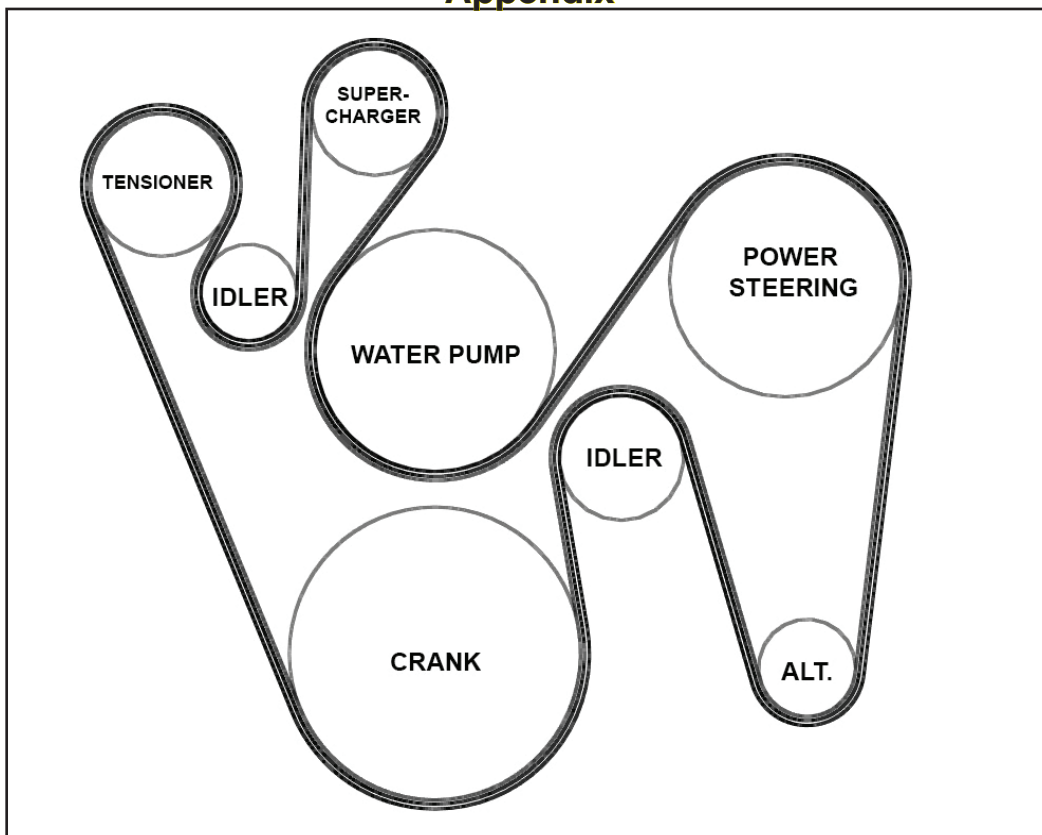 Appendix
SUPER-
CHARGER
TENSIONER
POWER
STEERING
IDLER
WATER PUMP
IDLER
CRANK
ALT.